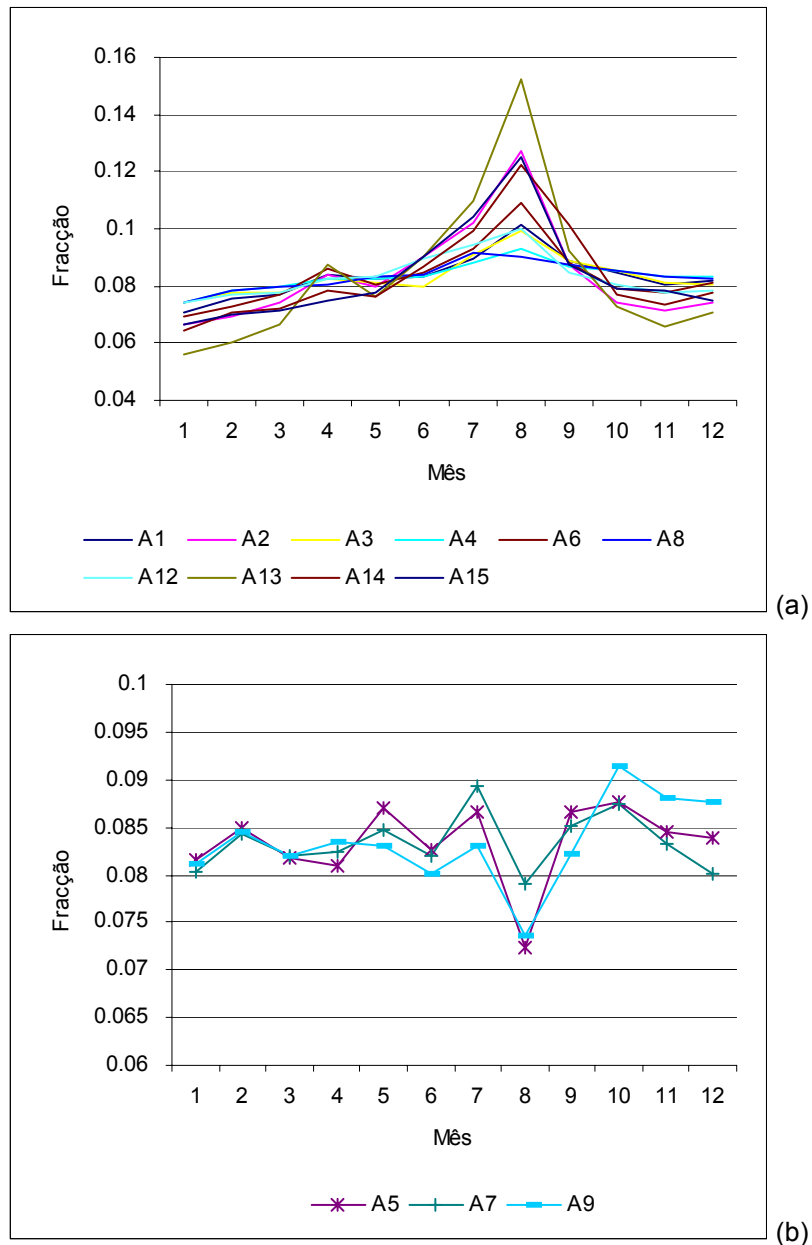 0.16
0.14
0.12
0.1
0.08
0.06
0.04
Fracção
1 2 3 4 5 6 7 8 9 10 11 12
Mês
A1 A2 A3 A4 A6 A8
A12 A13 A14 A15
(a)
0.1
0.095
0.09
0.085
0.08
0.075
0.07
0.065
0.06
Fracção
1 2 3 4 5 6 7 8 9 10 11 12
Mês
A5 A7 A9
(b)